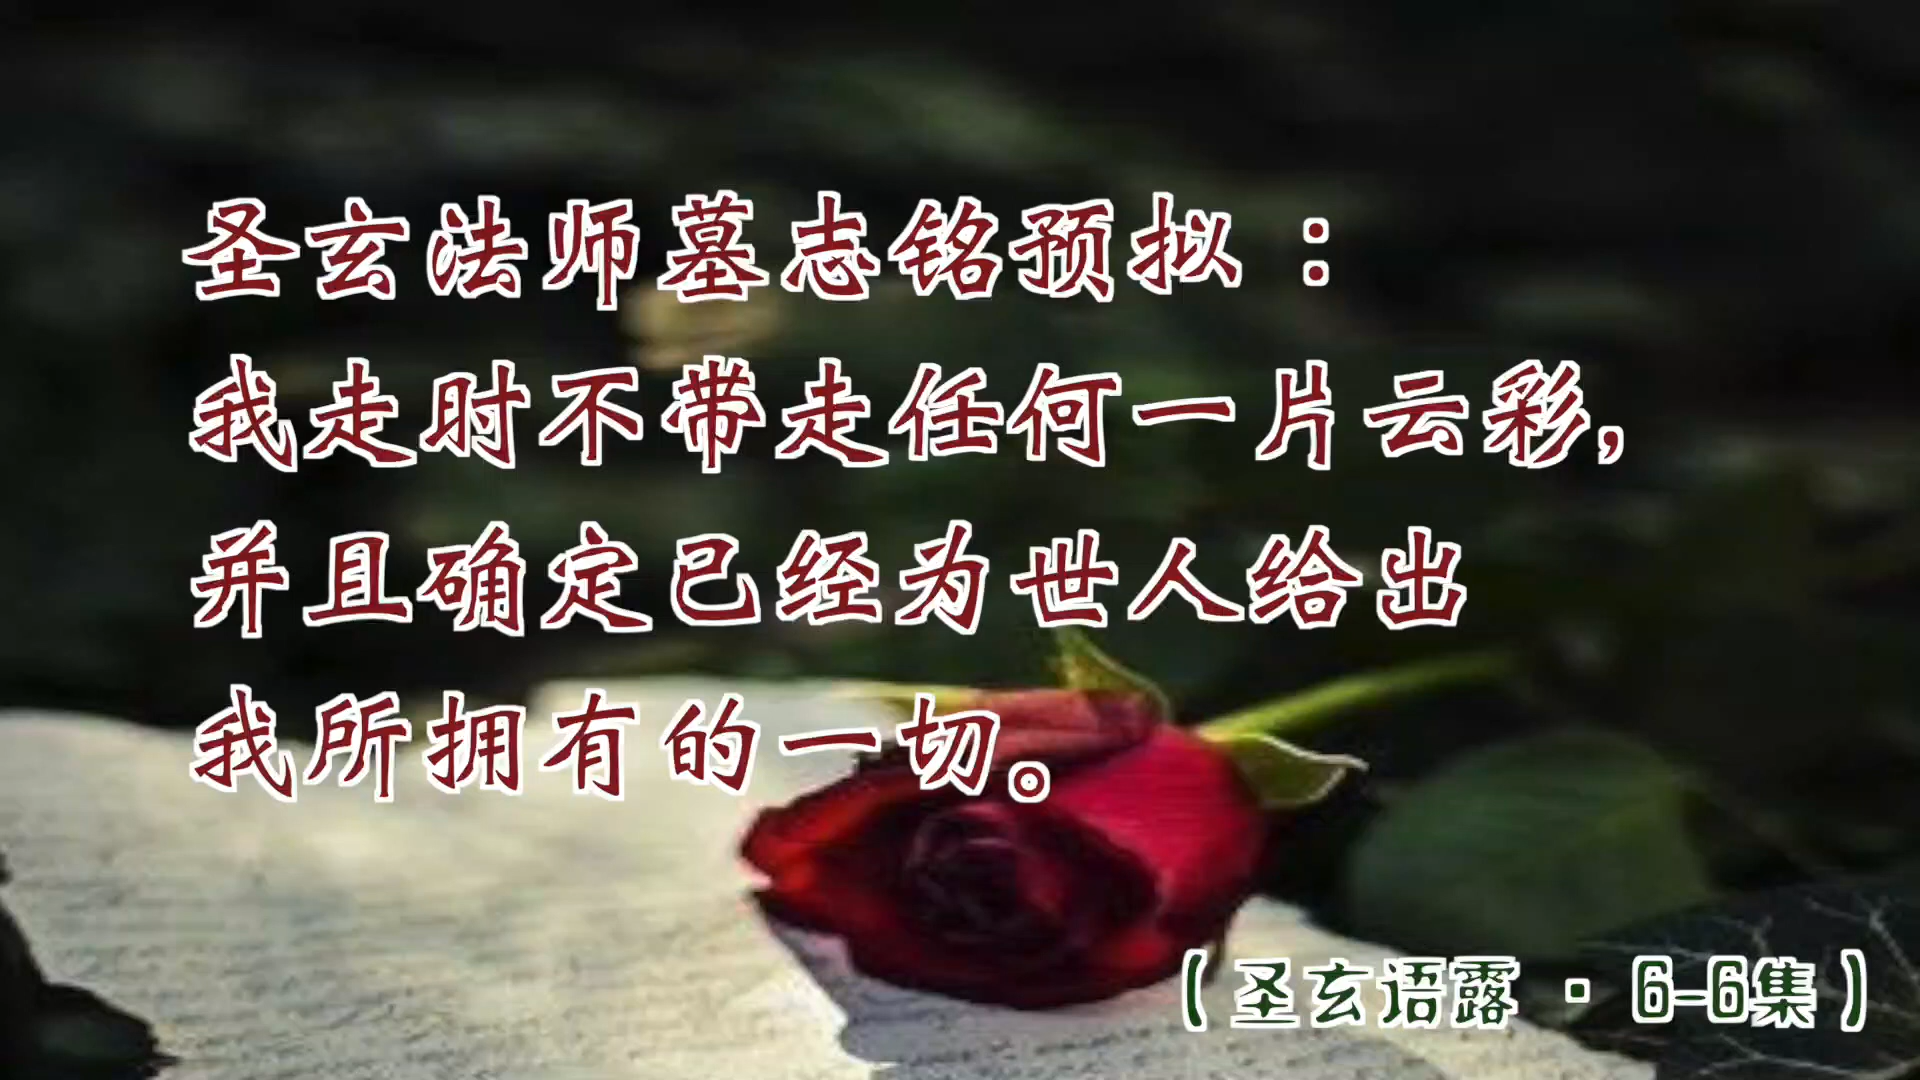 圣玄法师墓志铭预拟：
我走时不带走任何一片云彩，
并且确定已经为世人给出
我所拥有的一切。
（圣玄语露 · 6-6集）